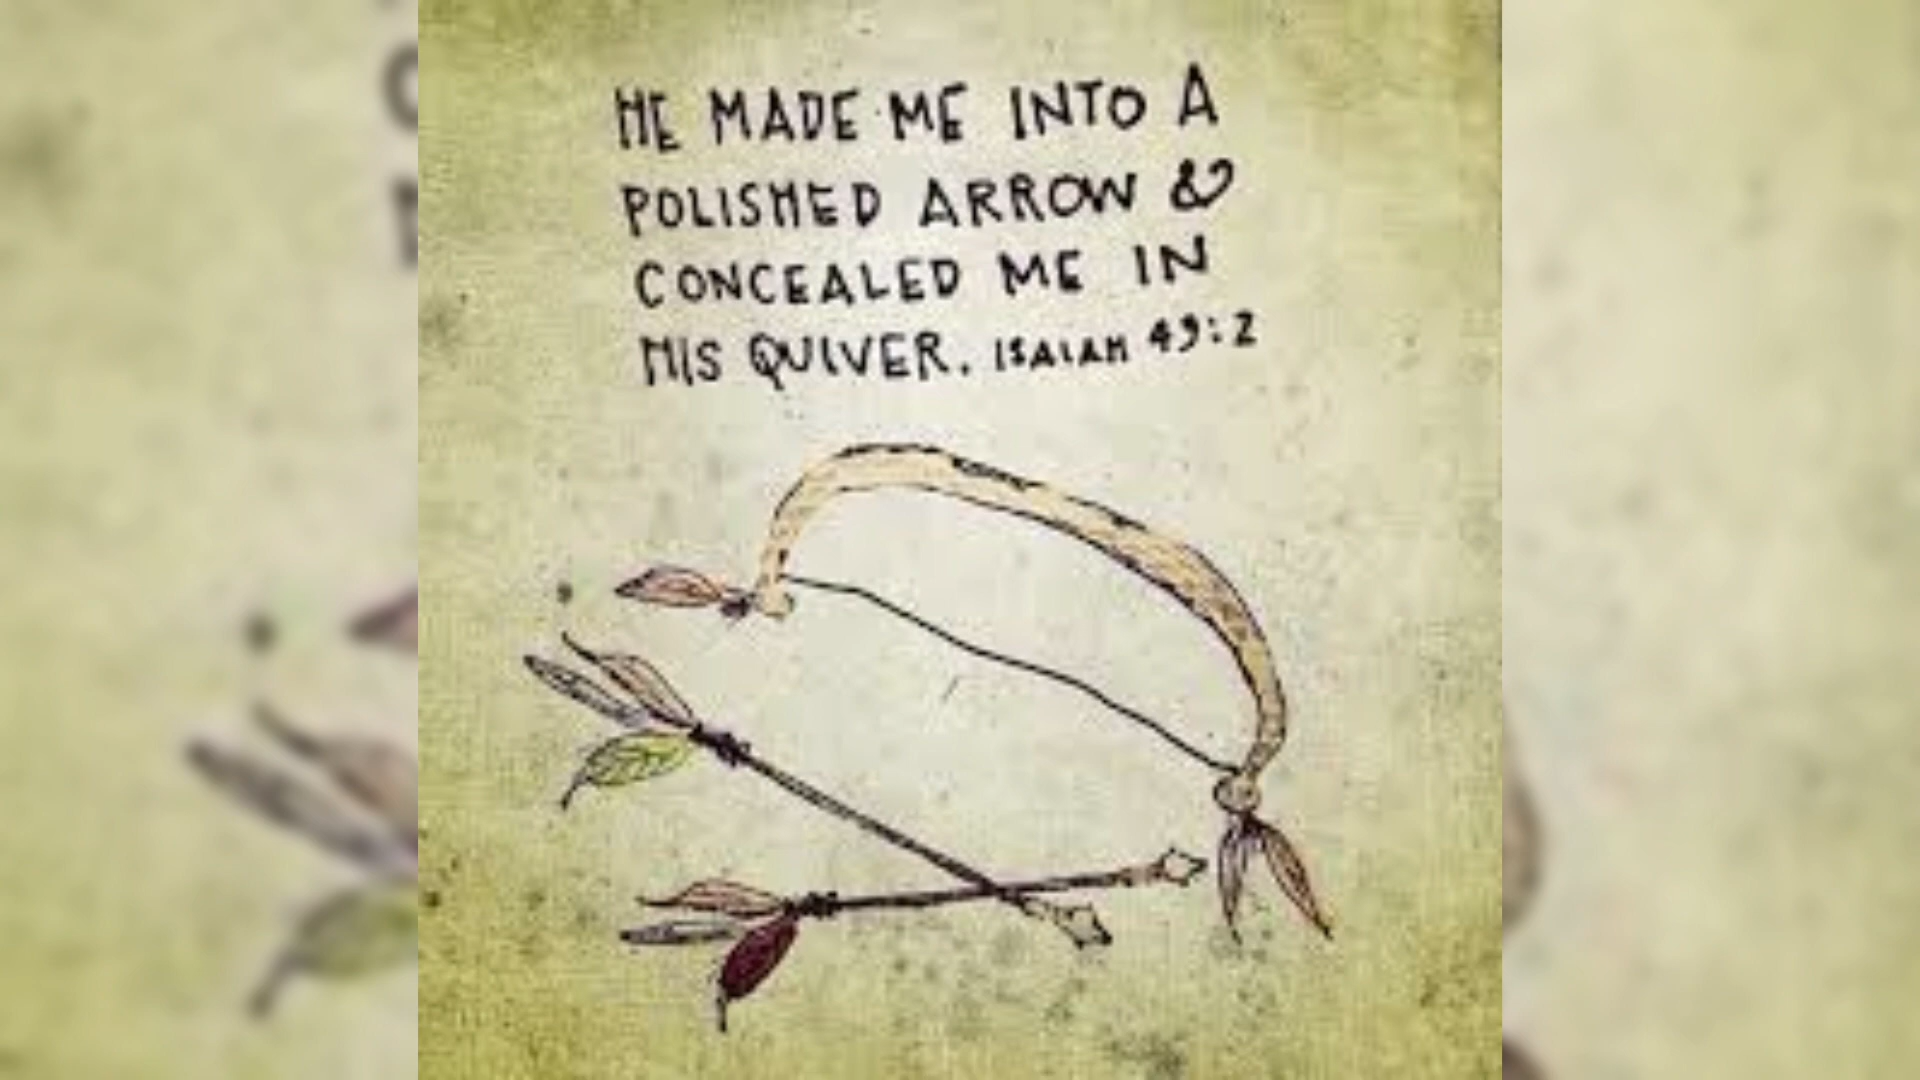 HE MADE ME INTO A
POLISHED ARROW &
CONCEALED ME IN
HIS QUIVER. ISAIAH 49:2